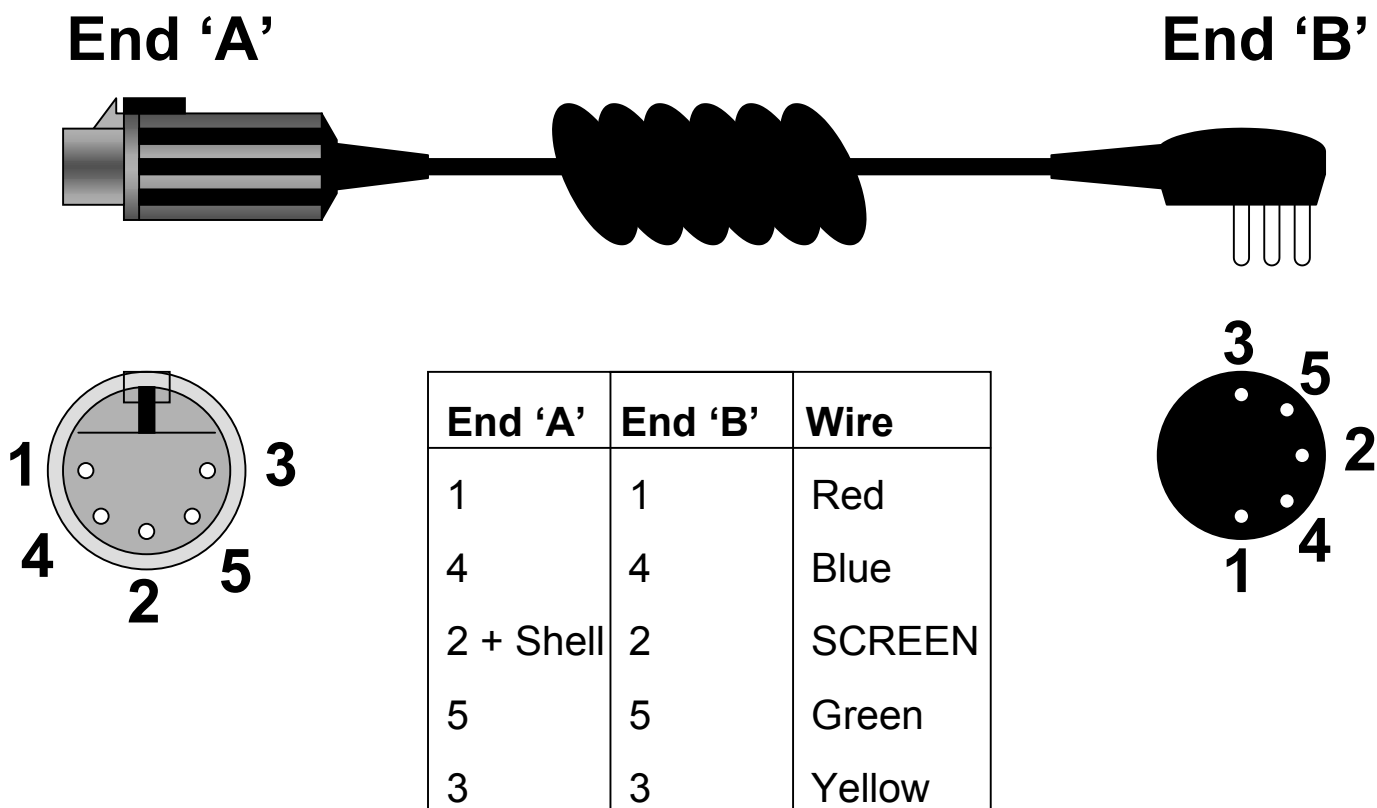 End ‘A’ End ‘B’
1 3
4 5
2
3
5
2
4
1
End ‘A’ End ‘B’ Wire
1 1 Red
4 4 Blue
2 + Shell 2 SCREEN
5 5 Green
3 3 Yellow